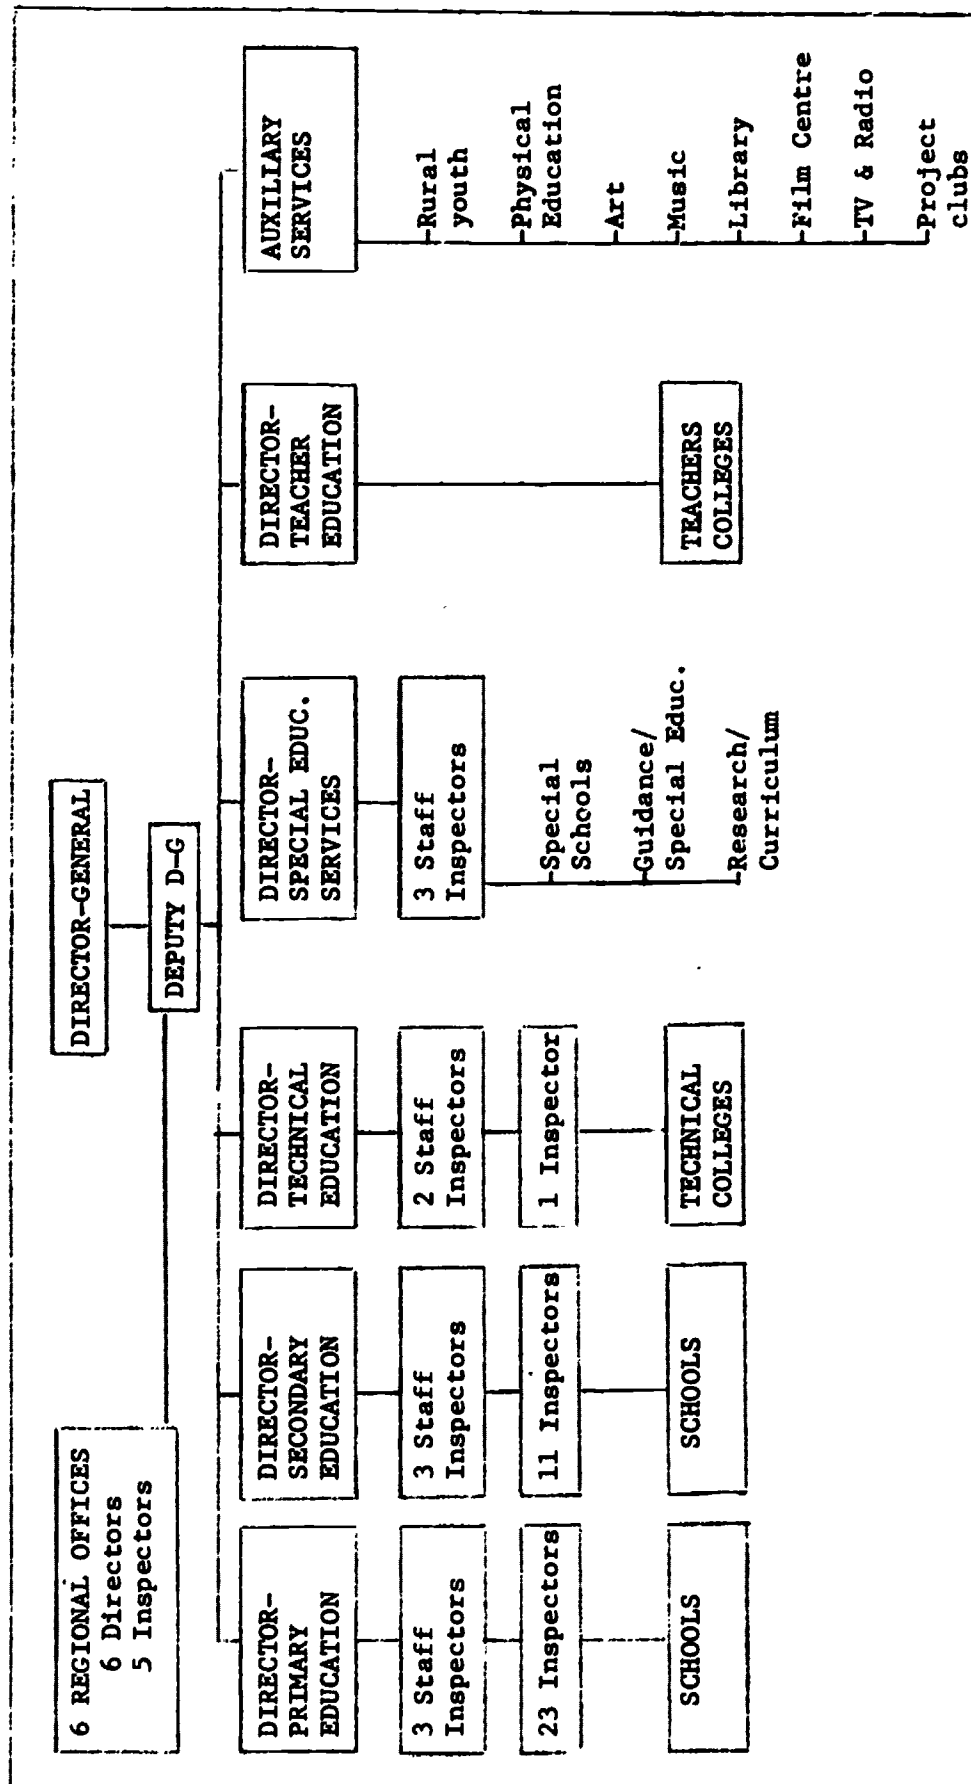 DIRECTOR-GENERAL
6 REGIONAL OFFICES
6 Directors
5 Inspectors
DEPUTY D-G
DIRECTOR-
PRIMARY
EDUCATION
3 Staff
Inspectors
23 Inspectors
SCHOOLS
DIRECTOR-
SECONDARY
EDUCATION
3 Staff
Inspectors
11 Inspectors
SCHOOLS
DIRECTOR-
TECHNICAL
EDUCATION
2 Staff
Inspectors
1 Inspector
TECHNICAL
COLLEGES
DIRECTOR-
SPECIAL EDUC.
SERVICES
3 Staff
Inspectors
Special
Schools
Guidance/
Special Educ.
Research/
Curriculum
DIRECTOR-
TEACHER
EDUCATION
TEACHERS
COLLEGES
AUXILIARY
SERVICES
Rural
youth
Physical
Education
Art
Music
Library
Film Centre
TV & Radio
Project
clubs